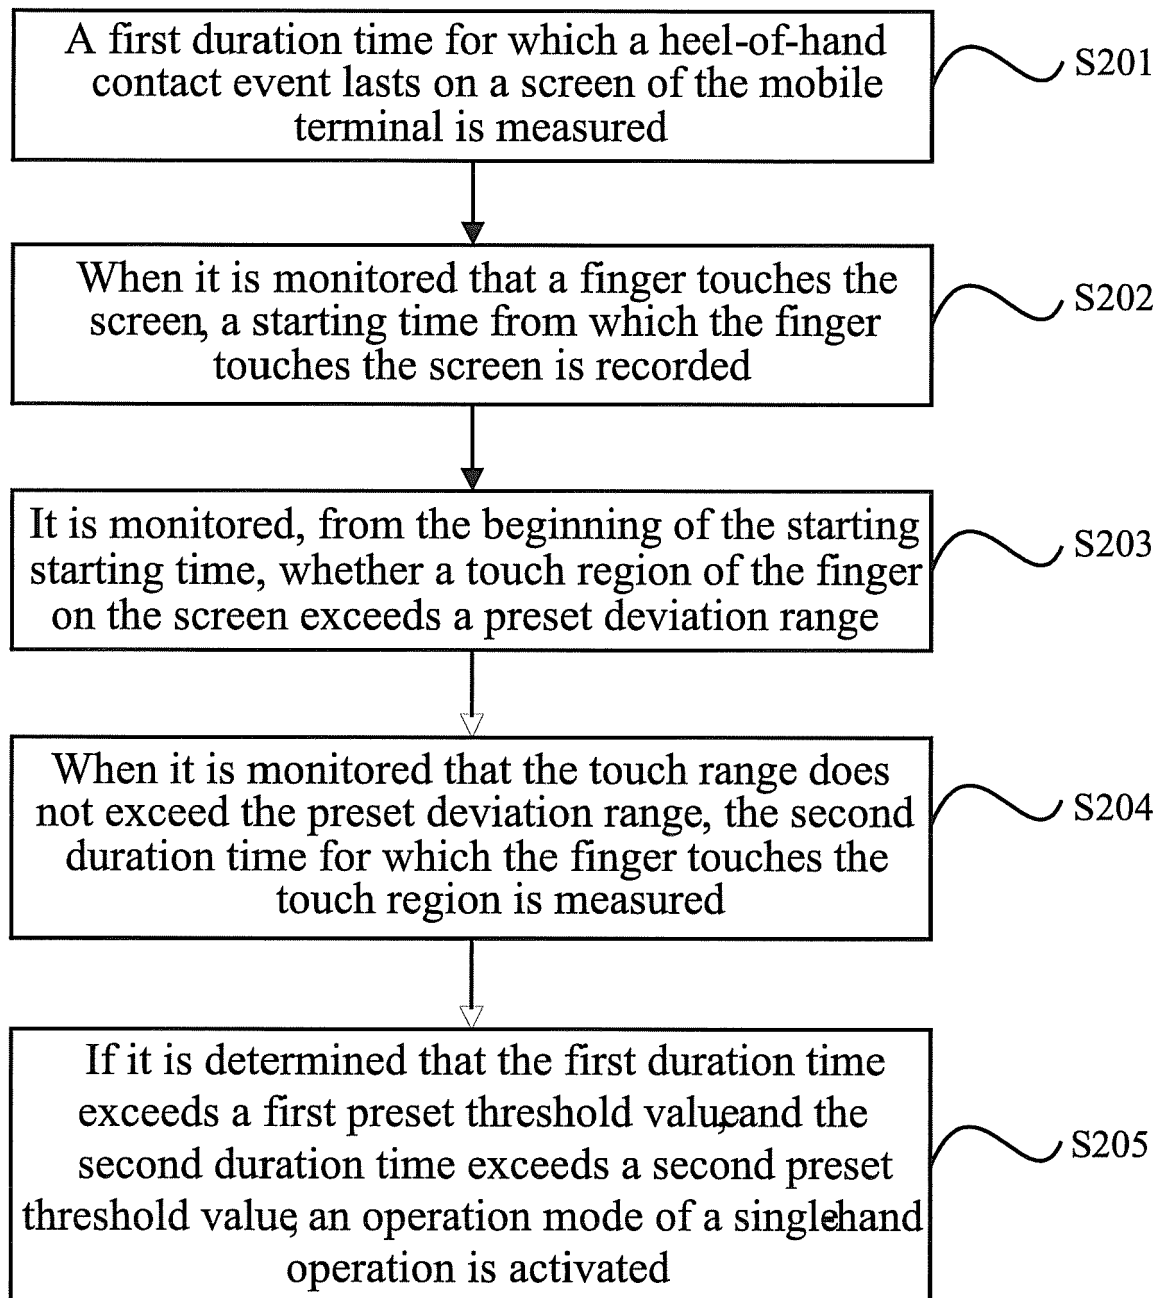 A first duration time for which a heel-of-hand
contact event lasts on a screen of the mobile
terminal is measured
S201
When it is monitored that a finger touches the
screen, a starting time from which the finger
touches the screen is recorded
S202
It is monitored, from the beginning of the starting
starting time, whether a touch region of the finger
on the screen exceeds a preset deviation range
S203
When it is monitored that the touch range does
not exceed the preset deviation range, the second
duration time for which the finger touches the
touch region is measured
S204
If it is determined that the first duration time
exceeds a first preset threshold value, and the
second duration time exceeds a second preset
threshold value, an operation mode of a single-hand
operation is activated
S205